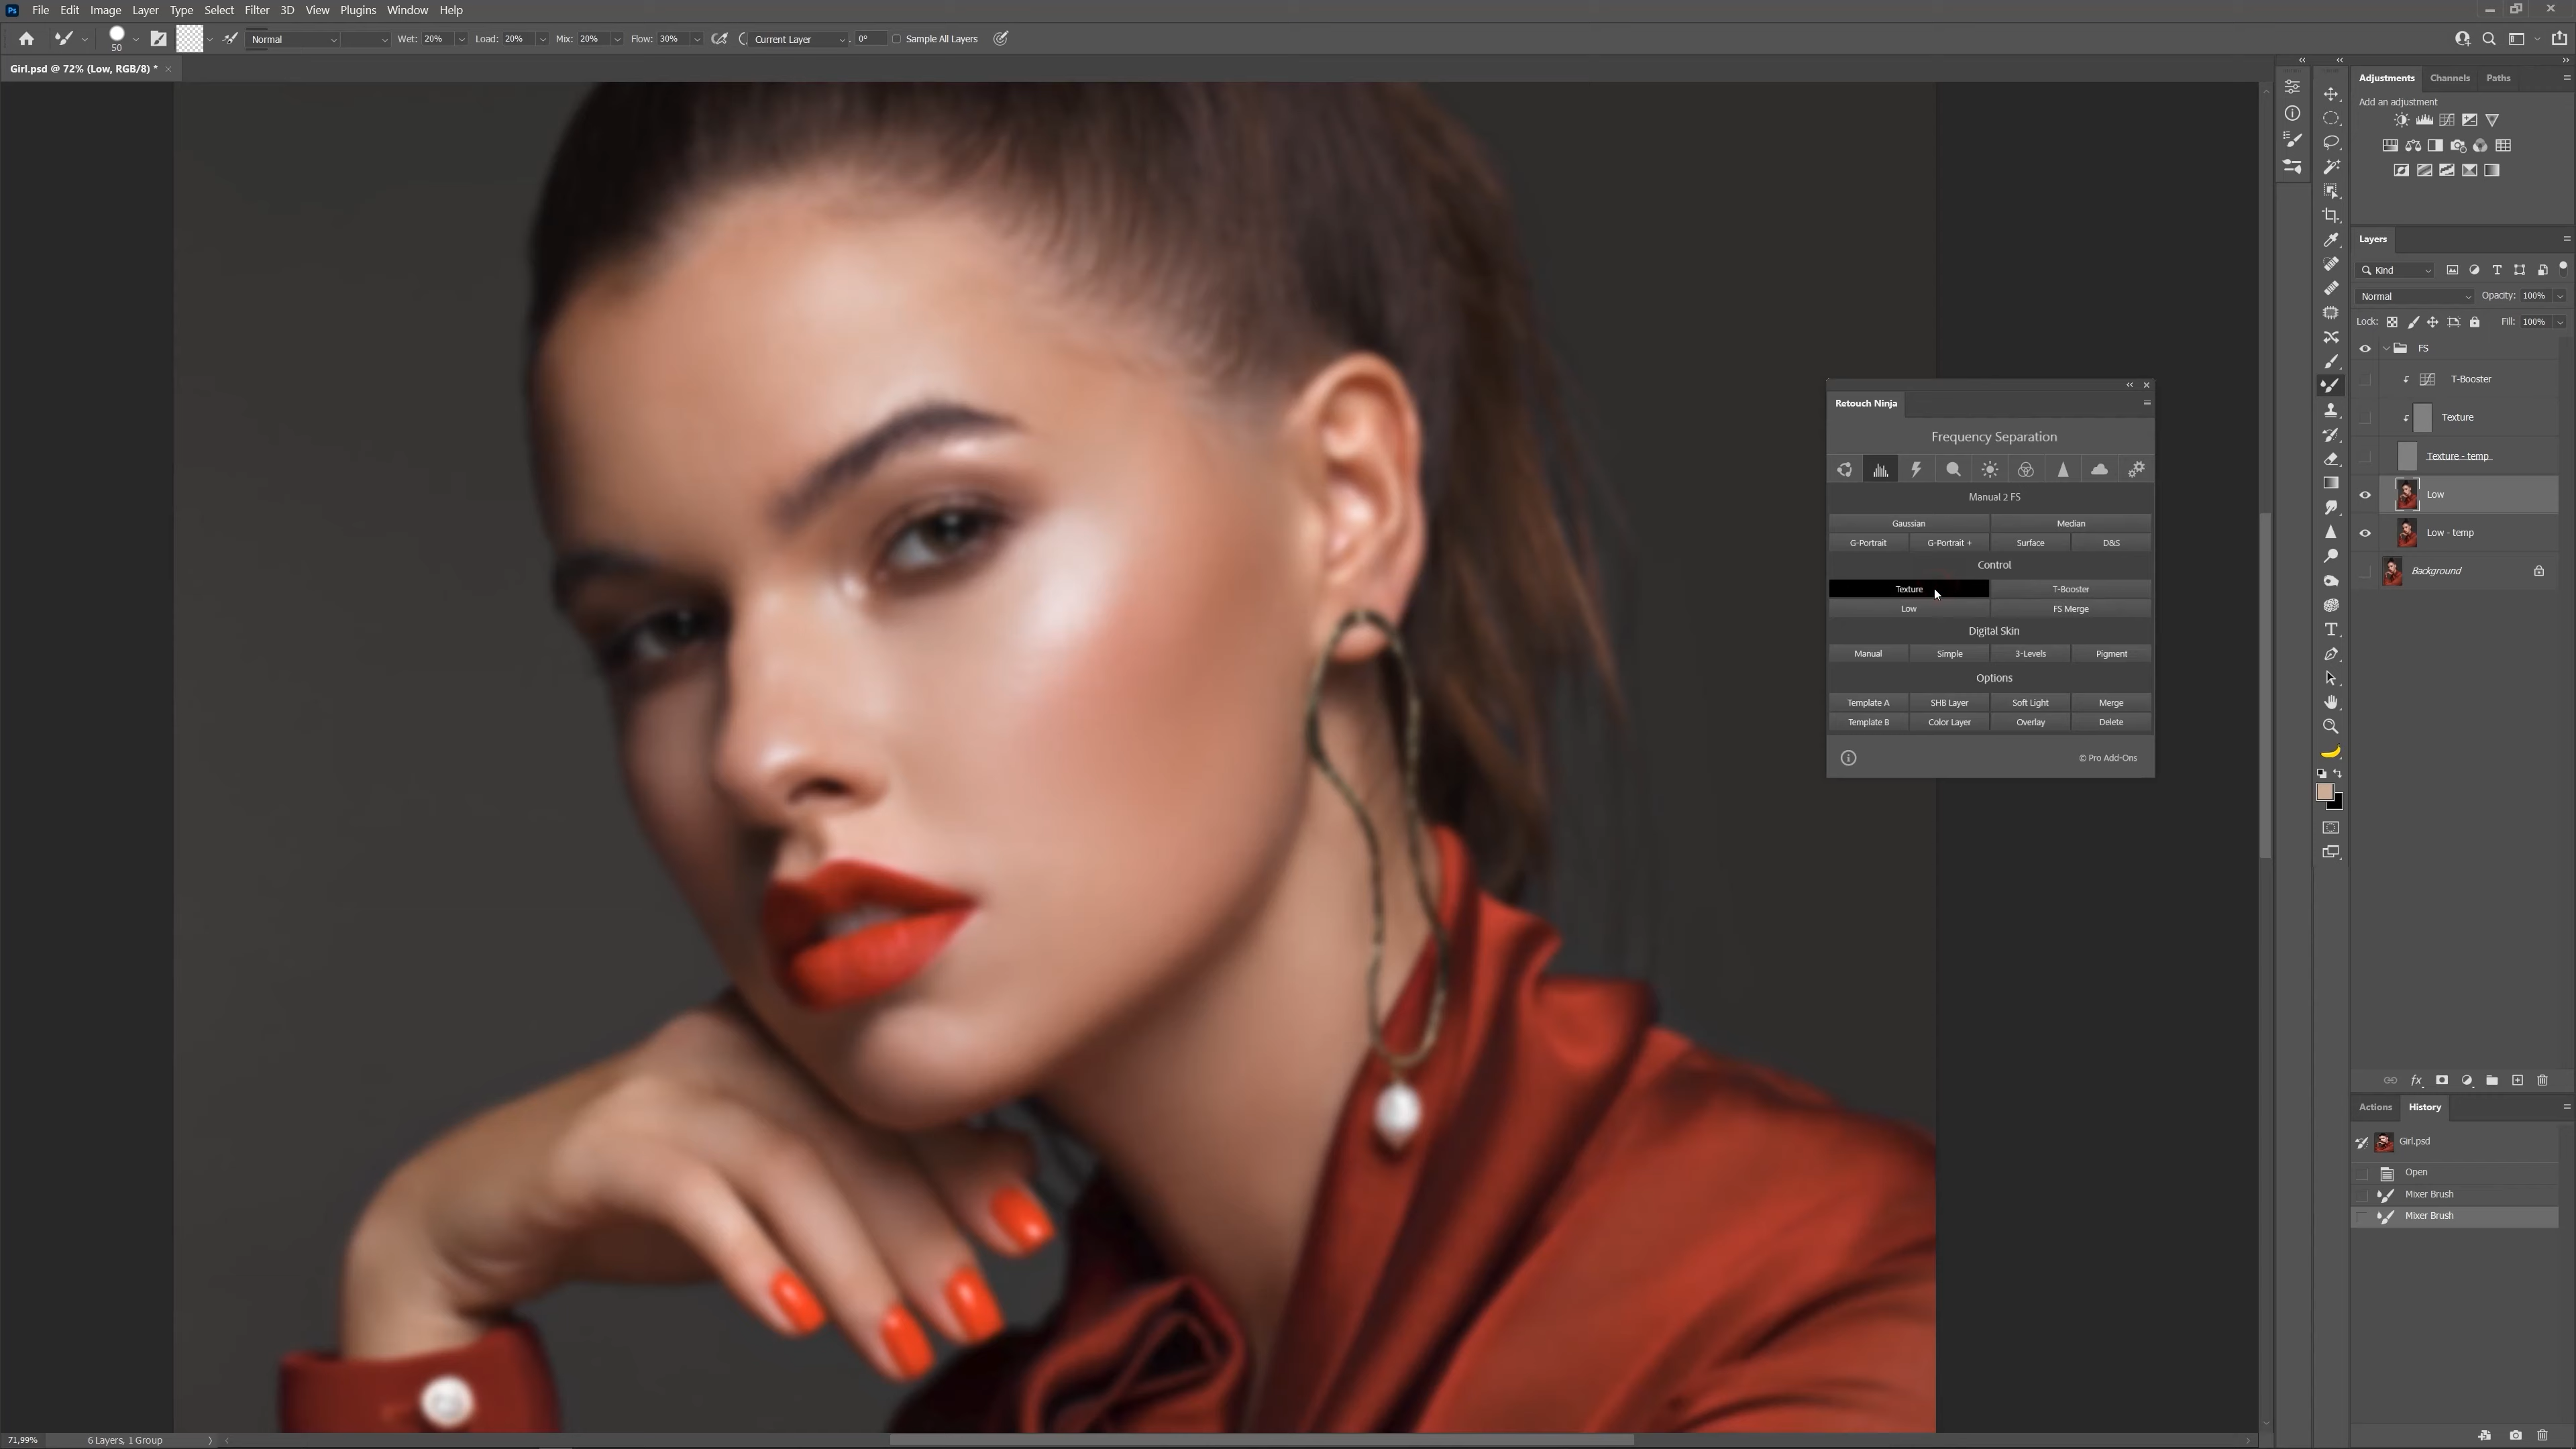 Ps File Edit Image Layer Type Select Filter 3D View Plugins Window Help
50 Normal Wet: 20% Load: 20% Mix: 20% Flow: 30% Current Layer 0° Sample All Layers
Girl.psd @ 72% (Low, RGB/8) *
Adjustments Channels Paths
Add an adjustment
Layers
Kind
Normal Opacity: 100%
Lock: Fill: 100%
FS
T-Booster
Texture
Texture - temp
Low
Low - temp
Background
Retouch Ninja
Frequency Separation
Manual 2 FS
Gaussian Median
G-Portrait G-Portrait + Surface D&S
Control
Texture T-Booster
Low FS Merge
Digital Skin
Manual Simple 3-Levels Pigment
Options
Template A SHB Layer Soft Light Merge
Template B Color Layer Overlay Delete
© Pro Add-Ons
Actions History
Girl.psd
Open
Mixer Brush
Mixer Brush
71,99% 6 Layers, 1 Group